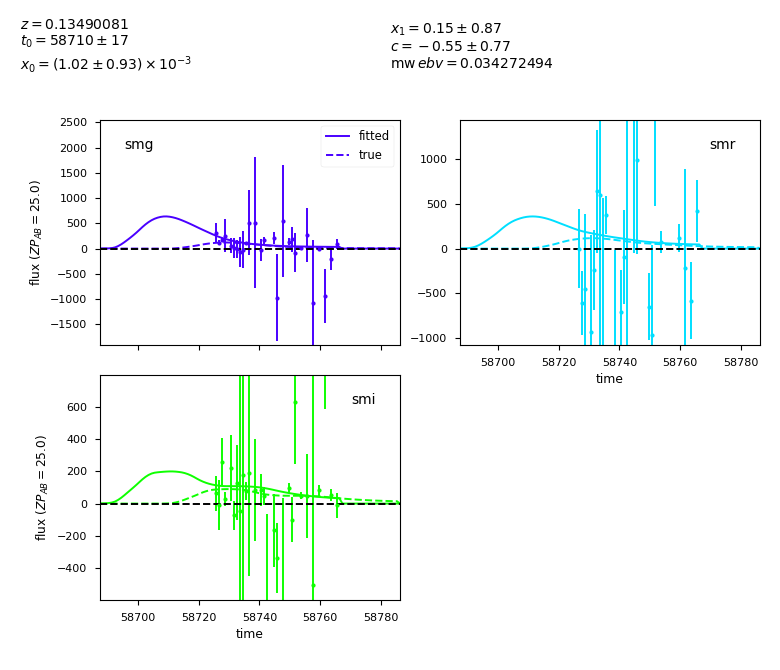 z = 0.13490081
t₀ = 58710 ± 17
x₀ = (1.02 ± 0.93) × 10⁻³
x₁ = 0.15 ± 0.87
c = −0.55 ± 0.77
mw ebv = 0.034272494
2500
2000
1500
1000
500
0
−500
−1000
−1500
flux (ZP_AB = 25.0)
smg
fitted
true
1000
500
0
−500
−1000
smr
58700 58720 58740 58760 58780
time
600
400
200
0
−200
−400
flux (ZP_AB = 25.0)
smi
58700 58720 58740 58760 58780
time